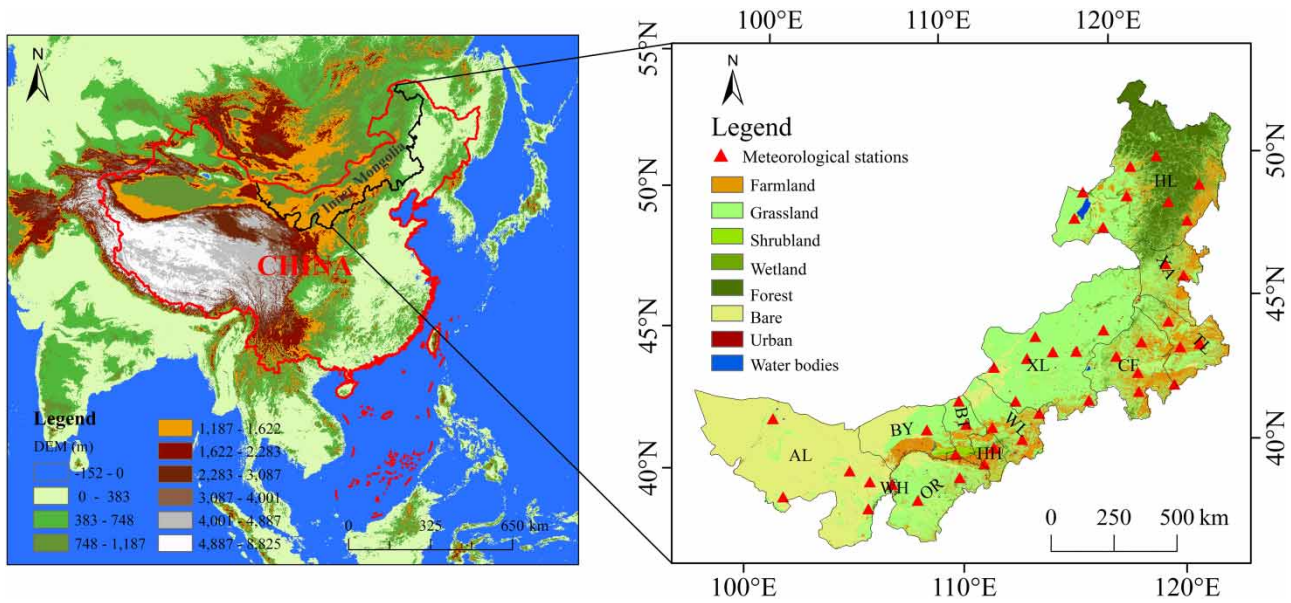 N
Inner Mongolia
CHINA
Legend
DEM (m)
-152 - 0
0 - 383
383 - 748
748 - 1,187
1,187 - 1,622
1,622 - 2,283
2,283 - 3,087
3,087 - 4,001
4,001 - 4,887
4,887 - 8,825
0 325 650 km
100°E 110°E 120°E
55°N
50°N
45°N
40°N
N
Legend
Meteorological stations
Farmland
Grassland
Shrubland
Wetland
Forest
Bare
Urban
Water bodies
HL
XA
TL
CF
XL
WL
BT
BY
HH
AL
WH
OR
50°N
45°N
40°N
0 250 500 km
100°E 110°E 120°E